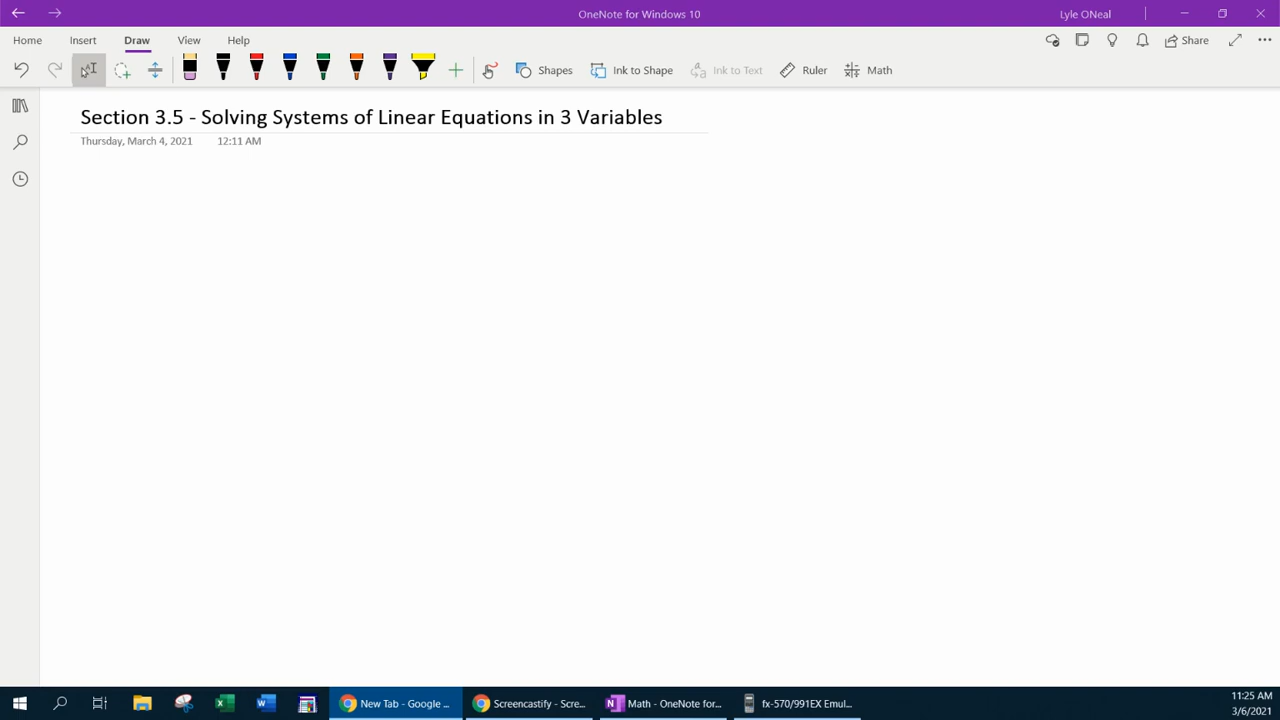 OneNote for Windows 10
Lyle ONeal
Home Insert Draw View Help
Share
Shapes Ink to Shape Ink to Text Ruler Math
Section 3.5 - Solving Systems of Linear Equations in 3 Variables
Thursday, March 4, 2021 12:11 AM
New Tab - Google ... Screencastify - Scre... Math - OneNote for... fx-570/991EX Emul...
11:25 AM
3/6/2021